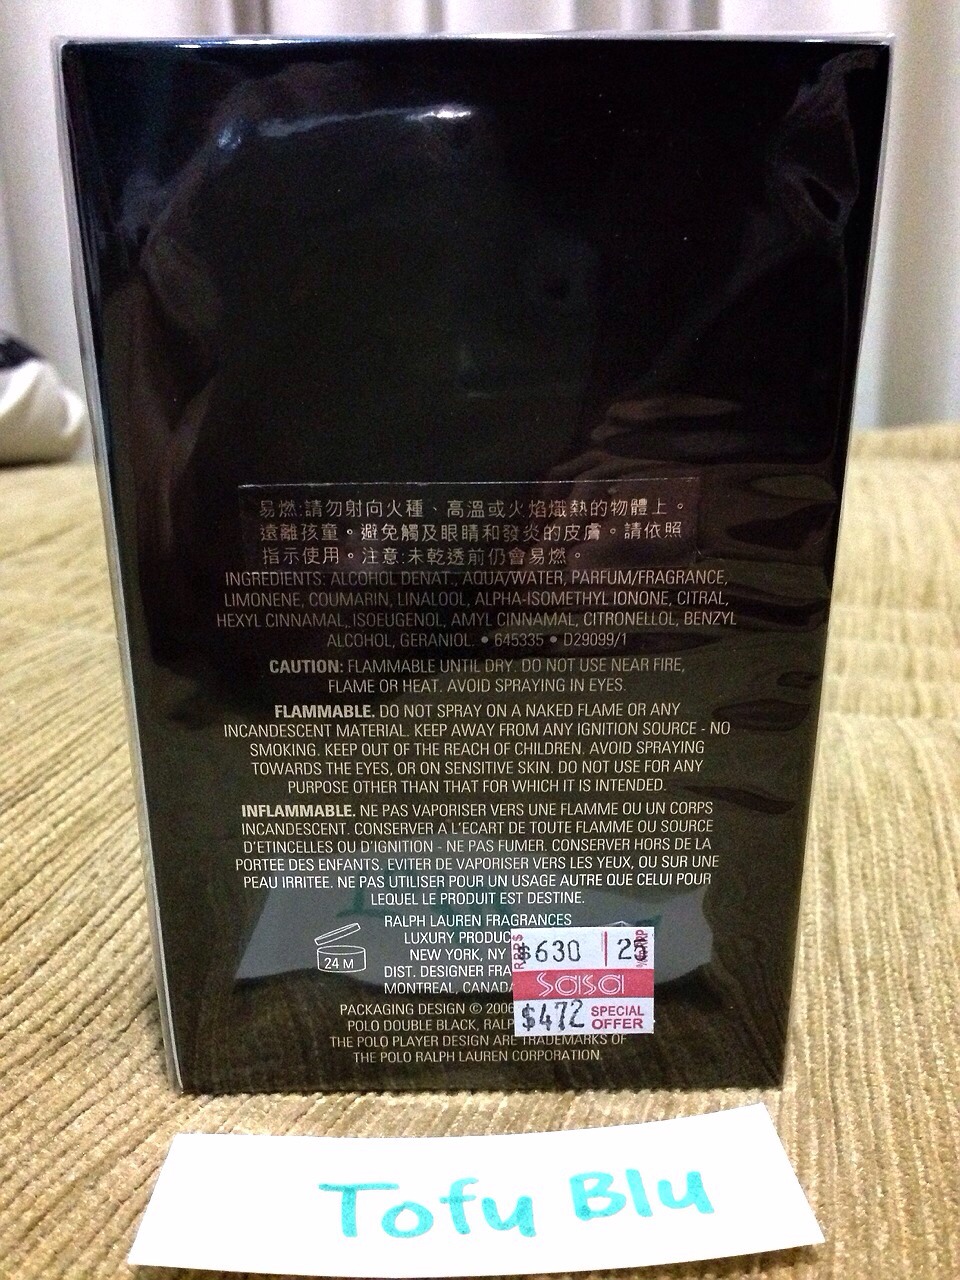 易燃:請勿射向火種、高溫或火焰熾熱的物體上。
遠離孩童。避免觸及眼睛和發炎的皮膚。請依照
指示使用。注意:未乾透前仍會易燃。
INGREDIENTS: ALCOHOL DENAT., AQUA/WATER, PARFUM/FRAGRANCE,
LIMONENE, COUMARIN, LINALOOL, ALPHA-ISOMETHYL IONONE, CITRAL,
HEXYL CINNAMAL, ISOEUGENOL, AMYL CINNAMAL, CITRONELLOL, BENZYL
ALCOHOL, GERANIOL. • 645335 • D29099/1
CAUTION: FLAMMABLE UNTIL DRY. DO NOT USE NEAR FIRE,
FLAME OR HEAT. AVOID SPRAYING IN EYES.
FLAMMABLE. DO NOT SPRAY ON A NAKED FLAME OR ANY
INCANDESCENT MATERIAL. KEEP AWAY FROM ANY IGNITION SOURCE - NO
SMOKING. KEEP OUT OF THE REACH OF CHILDREN. AVOID SPRAYING
TOWARDS THE EYES, OR ON SENSITIVE SKIN. DO NOT USE FOR ANY
PURPOSE OTHER THAN THAT FOR WHICH IT IS INTENDED.
INFLAMMABLE. NE PAS VAPORISER VERS UNE FLAMME OU UN CORPS
INCANDESCENT. CONSERVER A L'ECART DE TOUTE FLAMME OU SOURCE
D'ETINCELLES OU D'IGNITION - NE PAS FUMER. CONSERVER HORS DE LA
PORTEE DES ENFANTS. EVITER DE VAPORISER VERS LES YEUX, OU SUR UNE
PEAU IRRITEE. NE PAS UTILISER POUR UN USAGE AUTRE QUE CELUI POUR
LEQUEL LE PRODUIT EST DESTINE.
RALPH LAUREN FRAGRANCES
LUXURY PRODUC
NEW YORK, NY
DIST. DESIGNER FRA
MONTREAL, CANADA
24 M
$630
sasa
$472 SPECIAL
OFFER
PACKAGING DESIGN © 2006
POLO DOUBLE BLACK, RALP
THE POLO PLAYER DESIGN ARE TRADEMARKS OF
THE POLO RALPH LAUREN CORPORATION.
Tofu Blu